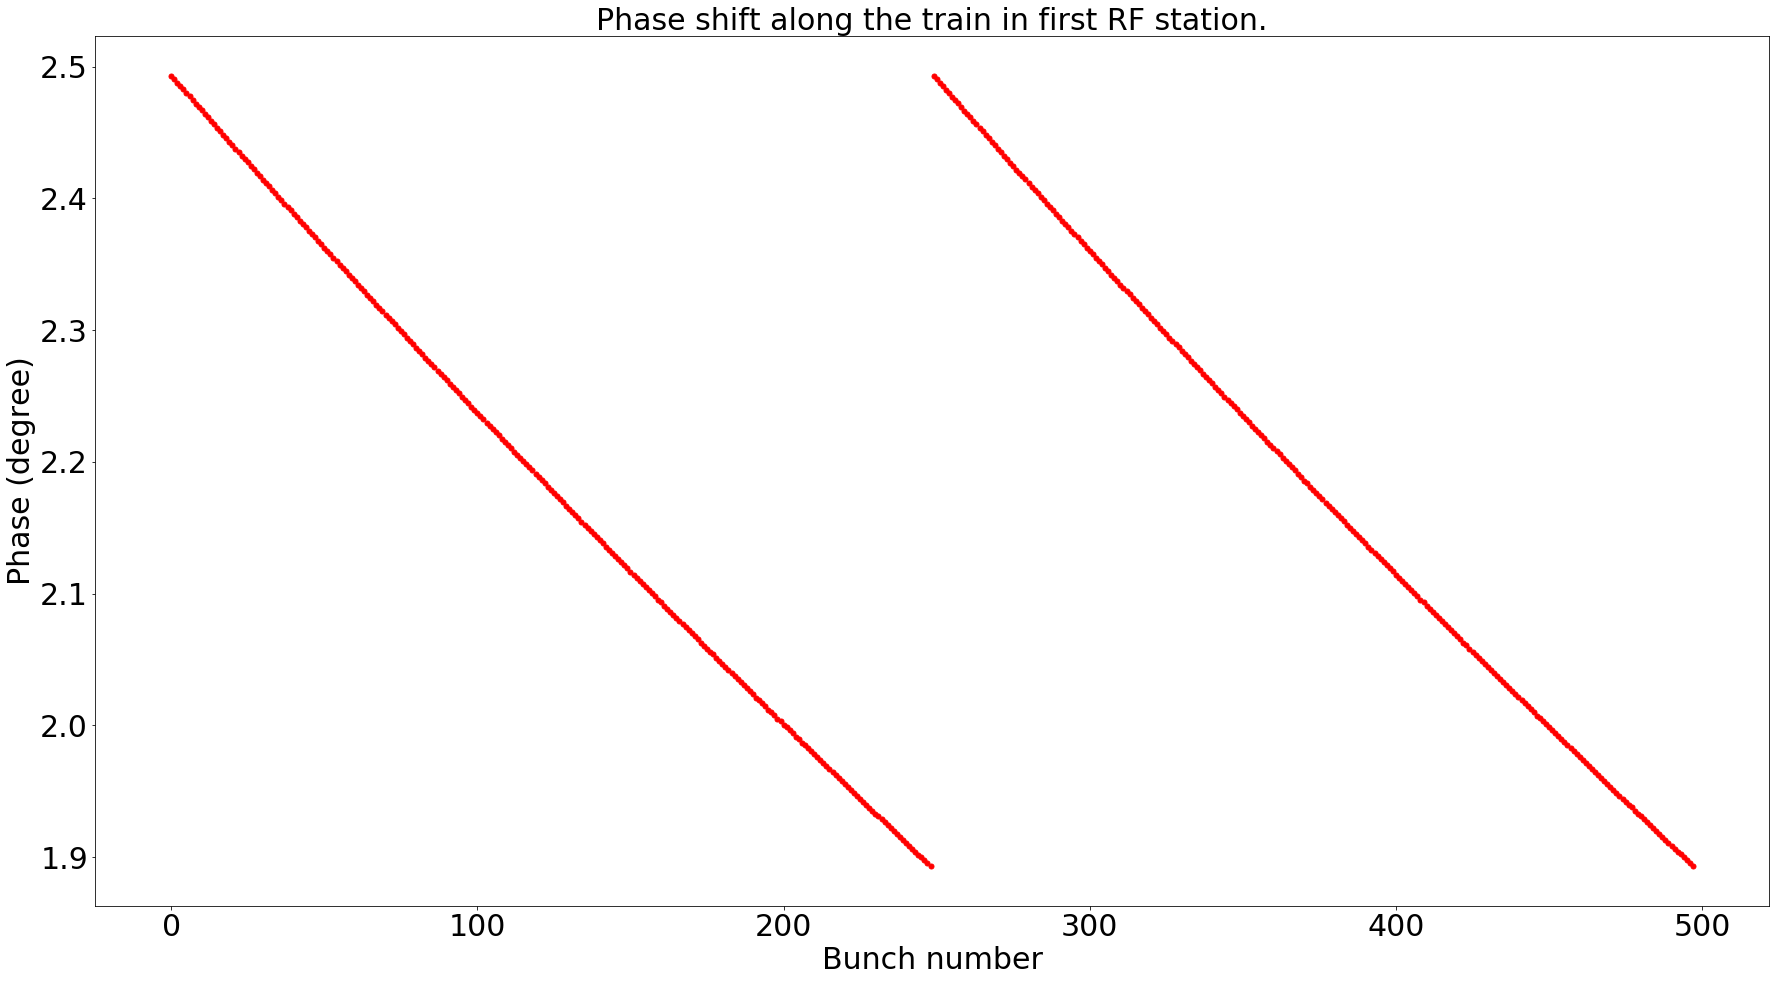 Phase shift along the train in first RF station.
2.5
2.4
2.3
2.2
2.1
2.0
1.9
Phase (degree)
0 100 200 300 400 500
Bunch number